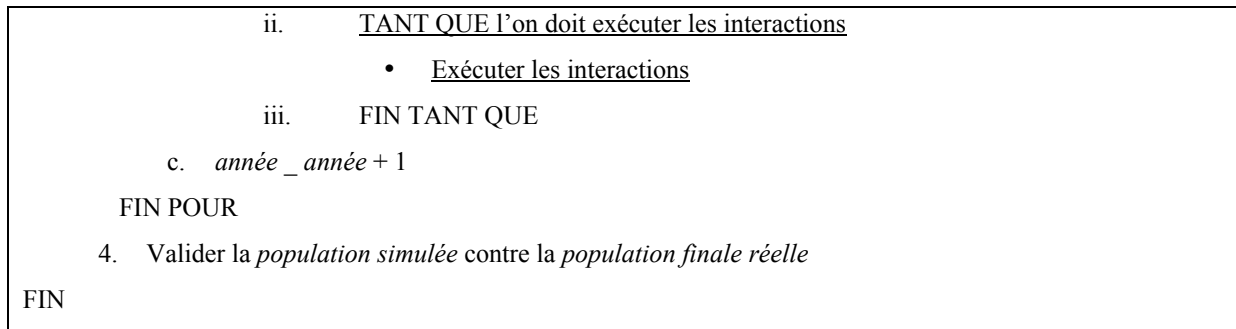 ii. TANT QUE l’on doit exécuter les interactions
• Exécuter les interactions
iii. FIN TANT QUE
c. année _ année + 1
FIN POUR
4. Valider la population simulée contre la population finale réelle
FIN